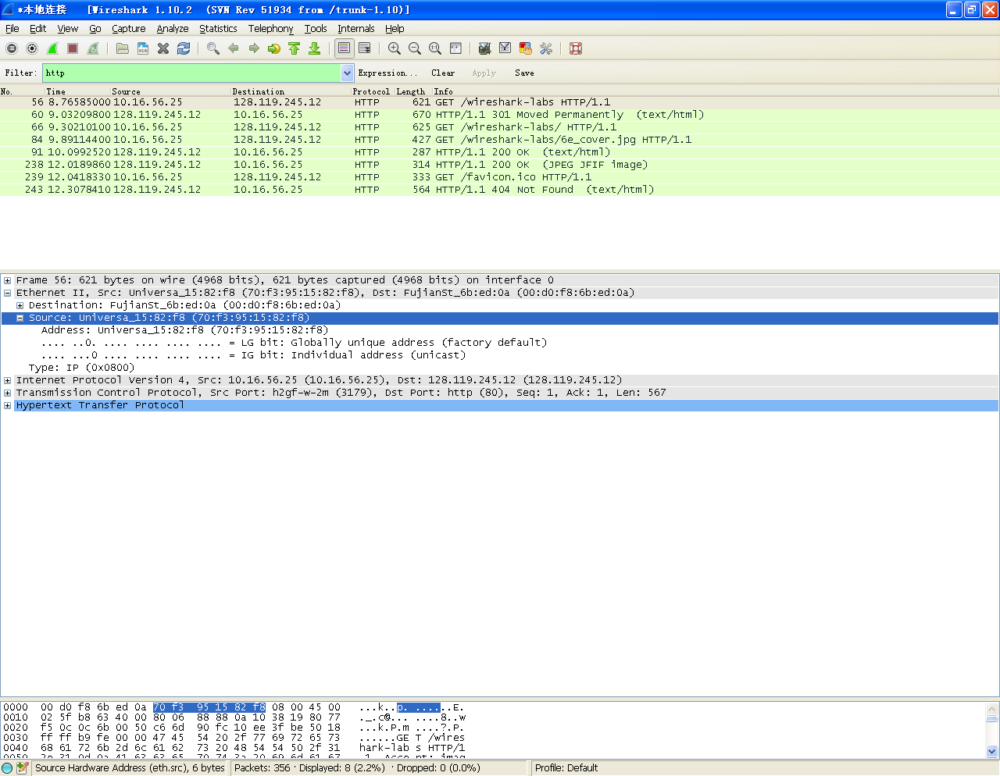 *本地连接   [Wireshark 1.10.2  (SVN Rev 51934 from /trunk-1.10)]
File Edit View Go Capture Analyze Statistics Telephony Tools Internals Help
Filter: http Expression... Clear Apply Save
No. Time Source Destination Protocol Length Info
56 8.76585000 10.16.56.25 128.119.245.12 HTTP 621 GET /wireshark-labs HTTP/1.1
60 9.03209800 128.119.245.12 10.16.56.25 HTTP 670 HTTP/1.1 301 Moved Permanently  (text/html)
66 9.30210100 10.16.56.25 128.119.245.12 HTTP 625 GET /wireshark-labs/ HTTP/1.1
84 9.89114400 10.16.56.25 128.119.245.12 HTTP 427 GET /wireshark-labs/6e_cover.jpg HTTP/1.1
91 10.0992520 128.119.245.12 10.16.56.25 HTTP 287 HTTP/1.1 200 OK  (text/html)
238 12.0189860 128.119.245.12 10.16.56.25 HTTP 314 HTTP/1.1 200 OK  (JPEG JFIF image)
239 12.0418330 10.16.56.25 128.119.245.12 HTTP 333 GET /favicon.ico HTTP/1.1
243 12.3078410 128.119.245.12 10.16.56.25 HTTP 564 HTTP/1.1 404 Not Found  (text/html)
Frame 56: 621 bytes on wire (4968 bits), 621 bytes captured (4968 bits) on interface 0
Ethernet II, Src: Universa_15:82:f8 (70:f3:95:15:82:f8), Dst: FujianSt_6b:ed:0a (00:d0:f8:6b:ed:0a)
Destination: FujianSt_6b:ed:0a (00:d0:f8:6b:ed:0a)
Source: Universa_15:82:f8 (70:f3:95:15:82:f8)
Address: Universa_15:82:f8 (70:f3:95:15:82:f8)
.... ..0. .... .... .... .... = LG bit: Globally unique address (factory default)
.... ...0 .... .... .... .... = IG bit: Individual address (unicast)
Type: IP (0x0800)
Internet Protocol Version 4, Src: 10.16.56.25 (10.16.56.25), Dst: 128.119.245.12 (128.119.245.12)
Transmission Control Protocol, Src Port: h2gf-w-2m (3179), Dst Port: http (80), Seq: 1, Ack: 1, Len: 567
Hypertext Transfer Protocol
0000  00 d0 f8 6b ed 0a 70 f3  95 15 82 f8 08 00 45 00   ...k..p. ......E.
0010  02 5f b8 63 40 00 80 06  88 88 0a 10 38 19 80 77   ._.c@... ....8..w
0020  f5 0c 0c 6b 00 50 c6 6d  90 fc 10 ee 3f be 50 18   ...k.P.m ....?.P.
0030  ff ff b9 fe 00 00 47 45  54 20 2f 77 69 72 65 73   ......GE T /wires
0040  68 61 72 6b 2d 6c 61 62  73 20 48 54 54 50 2f 31   hark-lab s HTTP/1
0050  2e 31 0d 0a 41 63 63 65  70 74 3a 20 69 6d 61 67   .1..Acce pt: imag
Source Hardware Address (eth.src), 6 bytes Packets: 356 · Displayed: 8 (2.2%)  · Dropped: 0 (0.0%) Profile: Default